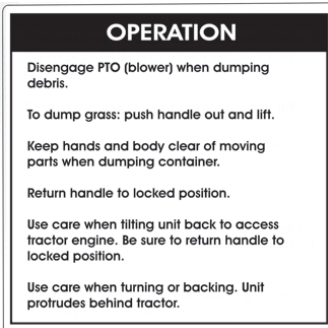 OPERATION
Disengage PTO (blower) when dumping
debris.
To dump grass: push handle out and lift.
Keep hands and body clear of moving
parts when dumping container.
Return handle to locked position.
Use care when tilting unit back to access
tractor engine. Be sure to return handle to
locked position.
Use care when turning or backing. Unit
protrudes behind tractor.